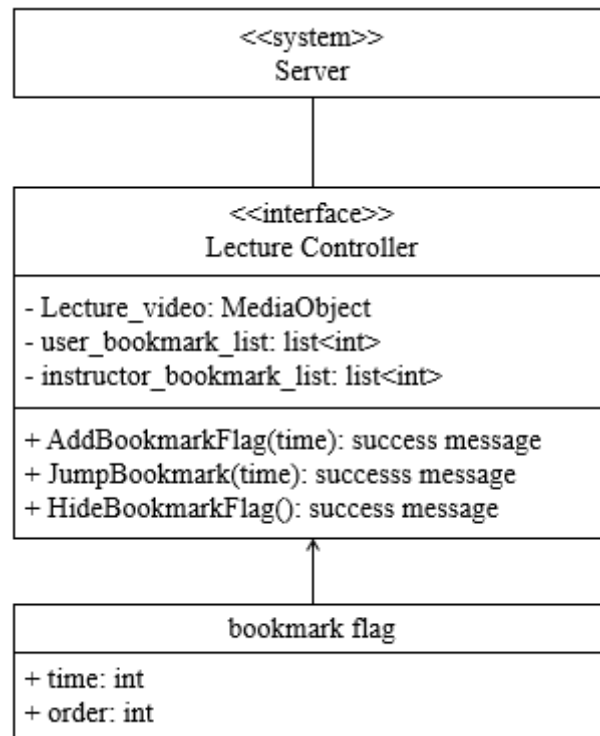 <<system>>
Server
<<interface>>
Lecture Controller
- Lecture_video: MediaObject
- user_bookmark_list: list<int>
- instructor_bookmark_list: list<int>
+ AddBookmarkFlag(time): success message
+ JumpBookmark(time): successs message
+ HideBookmarkFlag(): success message
bookmark flag
+ time: int
+ order: int